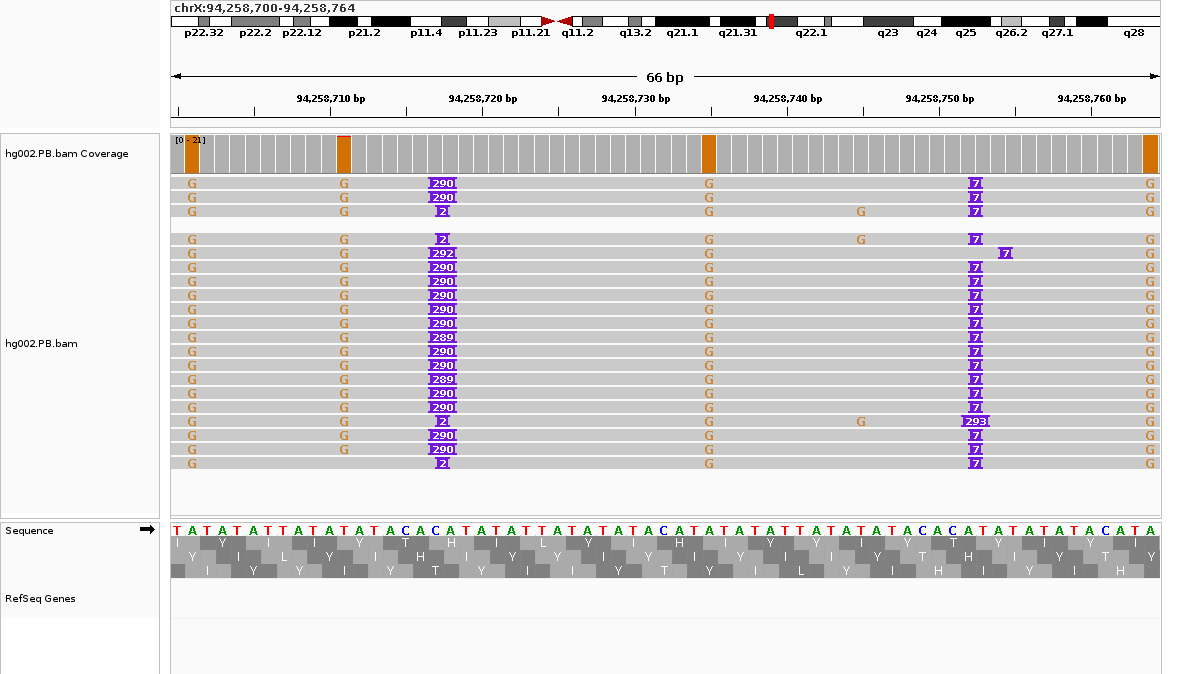 chrX:94,258,700-94,258,764
p22.32 p22.2 p22.12 p21.2 p11.4 p11.23 p11.21 q11.2 q13.2 q21.1 q21.31 q22.1 q23 q24 q25 q26.2 q27.1 q28
66 bp
94,258,710 bp 94,258,720 bp 94,258,730 bp 94,258,740 bp 94,258,750 bp 94,258,760 bp
hg002.PB.bam Coverage
[0 - 21]
G G 290 G 7 G
G G 290 G 7 G
G G 2 G G 7 G
G G 2 G G 7 G
G G 292 G 7 G
G G 290 G 7 G
G G 290 G 7 G
G G 290 G 7 G
G G 290 G 7 G
G G 290 G 7 G
G G 289 G 7 G
hg002.PB.bam
G G 290 G 7 G
G G 290 G 7 G
G G 289 G 7 G
G G 290 G 7 G
G G 290 G 7 G
G G 2 G G 293 G
G G 290 G 7 G
G G 290 G 7 G
G 2 G 7 G
Sequence
T A T A T A T T A T A T A T A C A C A T A T A T T A T A T A T A C A T A T A T A T T A T A T A T A C A C A T A T A T A T A C A T A
I Y I I Y T H I L Y I H I Y Y I Y T Y I Y I
Y I L Y I H I Y Y I Y I Y I I Y T H I Y T Y
I Y Y I Y T Y I I Y T Y I L Y I H I Y I H
RefSeq Genes